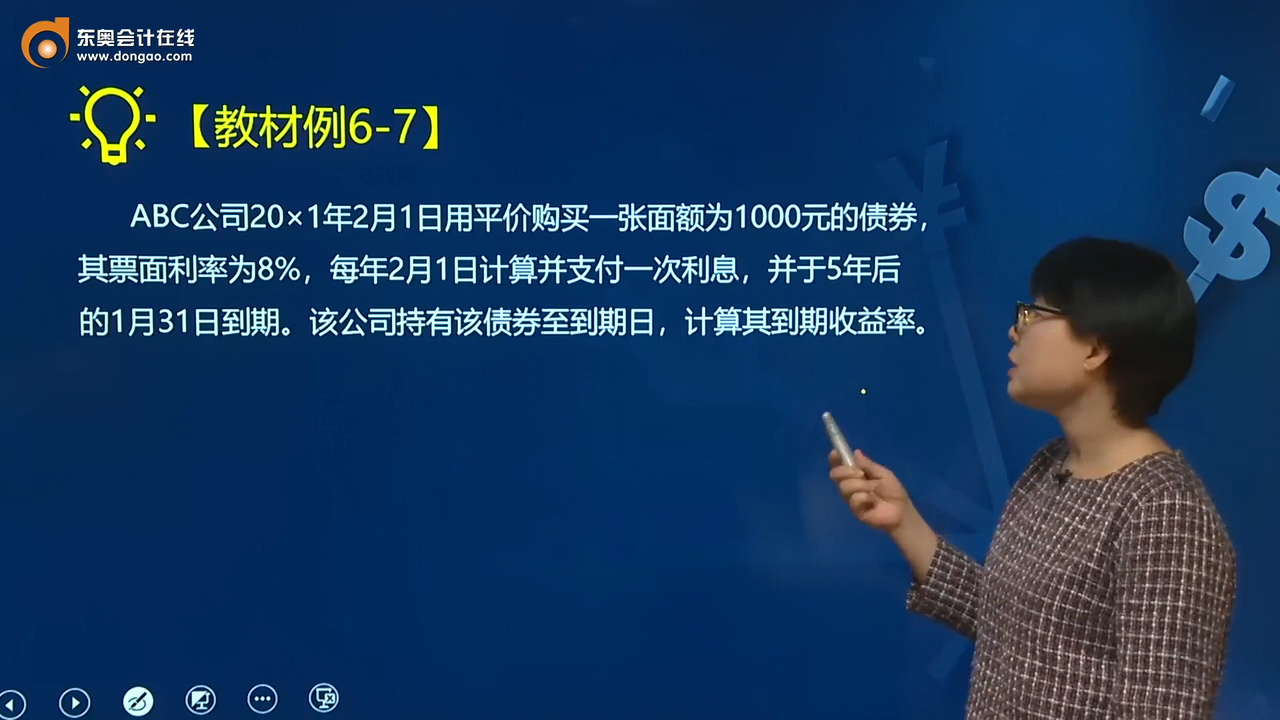 东奥会计在线
www.dongao.com
【教材例6-7】
ABC公司20×1年2月1日用平价购买一张面额为1000元的债券，
其票面利率为8%，每年2月1日计算并支付一次利息，并于5年后
的1月31日到期。该公司持有该债券至到期日，计算其到期收益率。